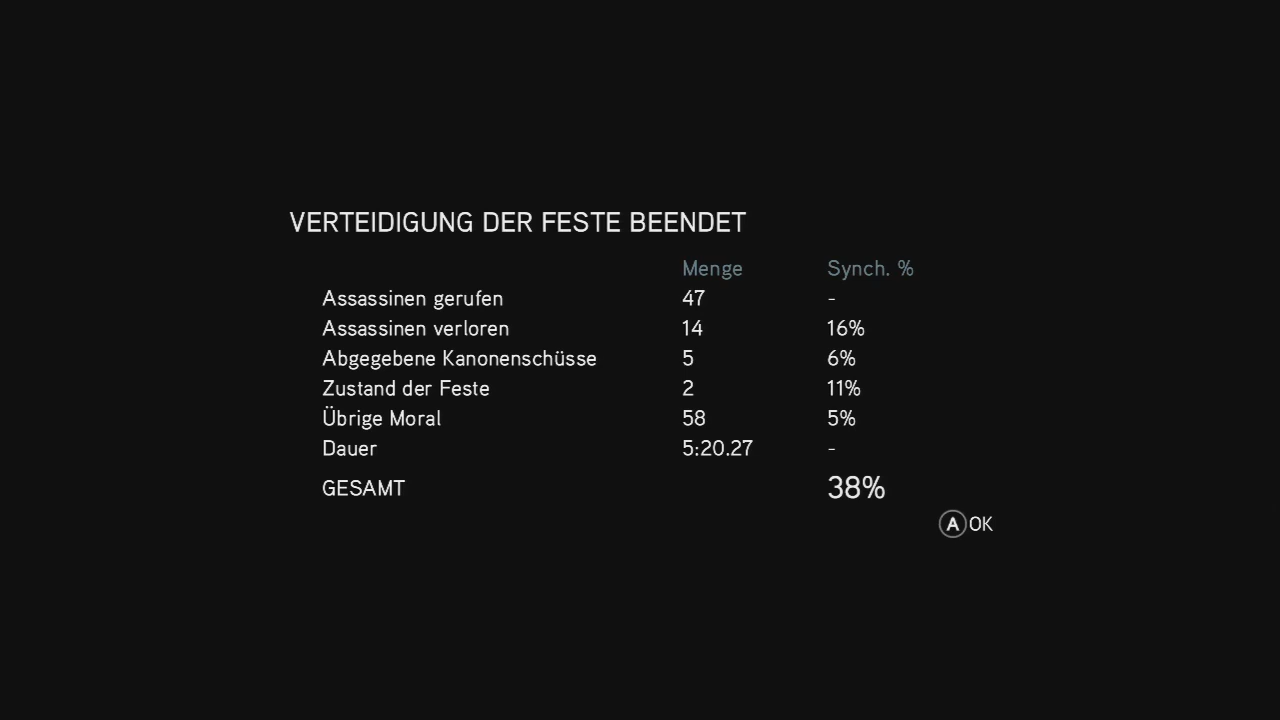 VERTEIDIGUNG DER FESTE BEENDET
Menge Synch. %
Assassinen gerufen 47 -
Assassinen verloren 14 16%
Abgegebene Kanonenschüsse 5 6%
Zustand der Feste 2 11%
Übrige Moral 58 5%
Dauer 5:20.27 -
GESAMT 38%
A OK